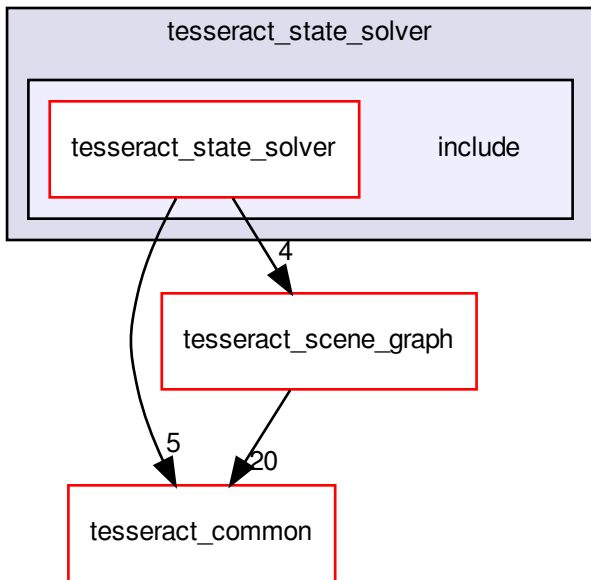 tesseract_state_solver
tesseract_state_solver
include
4
tesseract_scene_graph
5
20
tesseract_common